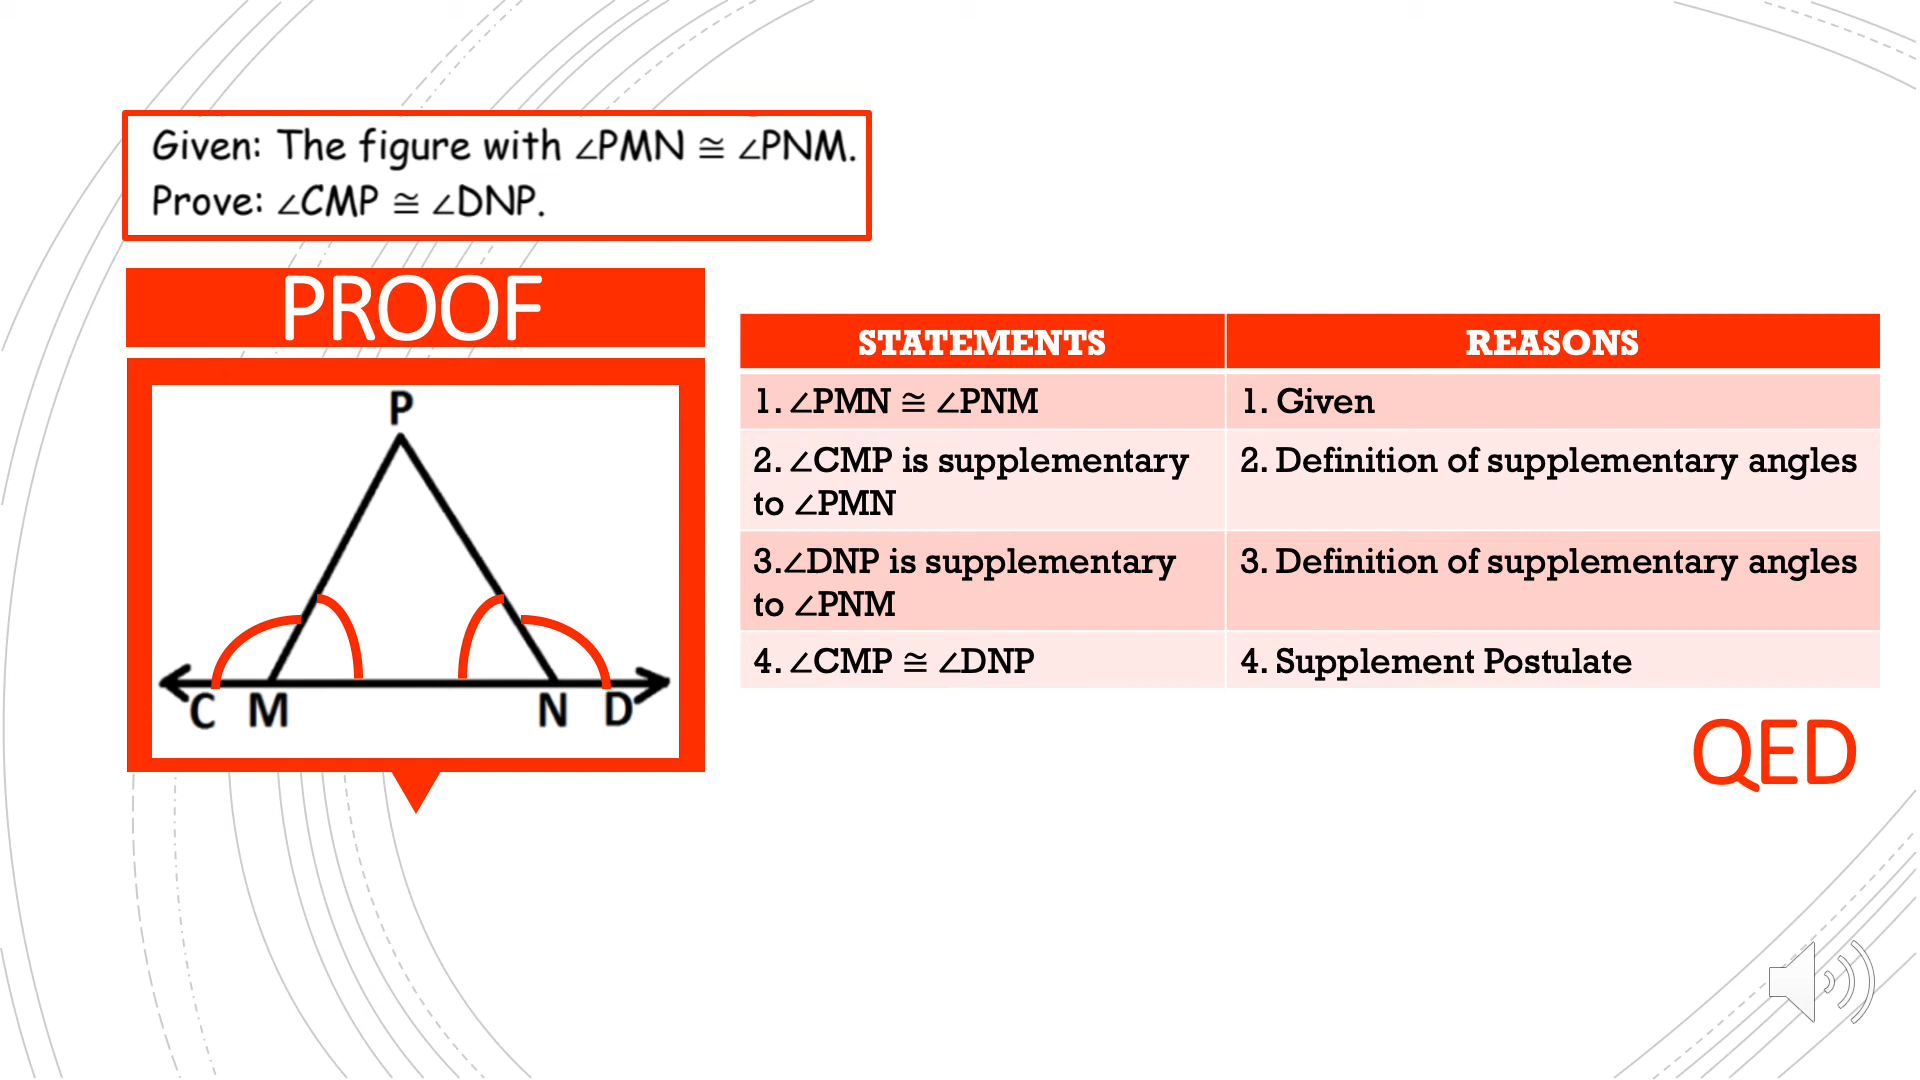 Given: The figure with ∠PMN ≅ ∠PNM.
Prove: ∠CMP ≅ ∠DNP.
PROOF
P
C M N D
STATEMENTS REASONS
1. ∠PMN ≅ ∠PNM 1. Given
2. ∠CMP is supplementary 2. Definition of supplementary angles
to ∠PMN
3.∠DNP is supplementary 3. Definition of supplementary angles
to ∠PNM
4. ∠CMP ≅ ∠DNP 4. Supplement Postulate
QED